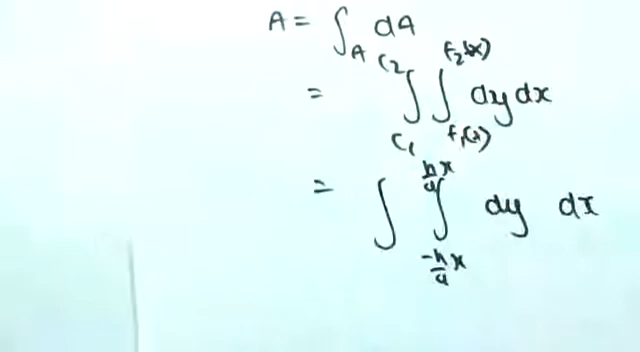 A = ∫_A dA
= ∫_{C1}^{C2} ∫_{f1(x)}^{f2(x)} dy dx
= ∫ ∫_{-h/a x}^{h/a x} dy dx